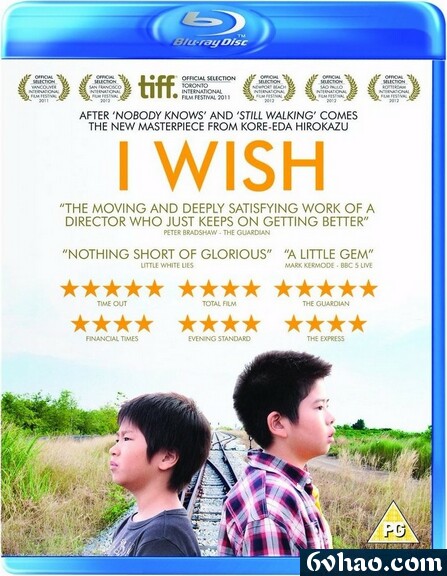 Blu-ray Disc
OFFICIAL SELECTION VANCOUVER INTERNATIONAL FILM FESTIVAL 2011
OFFICIAL SELECTION SAN FRANCISCO INTERNATIONAL FILM FESTIVAL 2012
tiff. OFFICIAL SELECTION TORONTO INTERNATIONAL FILM FESTIVAL 2011
OFFICIAL SELECTION NEWPORT BEACH INTERNATIONAL FILM FESTIVAL 2012
OFFICIAL SELECTION SÃO PAULO INTERNATIONAL FILM FESTIVAL
OFFICIAL SELECTION ROTTERDAM INTERNATIONAL FILM FESTIVAL 2012
AFTER 'NOBODY KNOWS' AND 'STILL WALKING' COMES
THE NEW MASTERPIECE FROM KORE-EDA HIROKAZU
I WISH
"THE MOVING AND DEEPLY SATISFYING WORK OF A
DIRECTOR WHO JUST KEEPS ON GETTING BETTER"
PETER BRADSHAW - THE GUARDIAN
"NOTHING SHORT OF GLORIOUS"
LITTLE WHITE LIES
"A LITTLE GEM"
MARK KERMODE - BBC 5 LIVE
TIME OUT
TOTAL FILM
THE GUARDIAN
FINANCIAL TIMES
EVENING STANDARD
THE EXPRESS
PG
6vhao.com